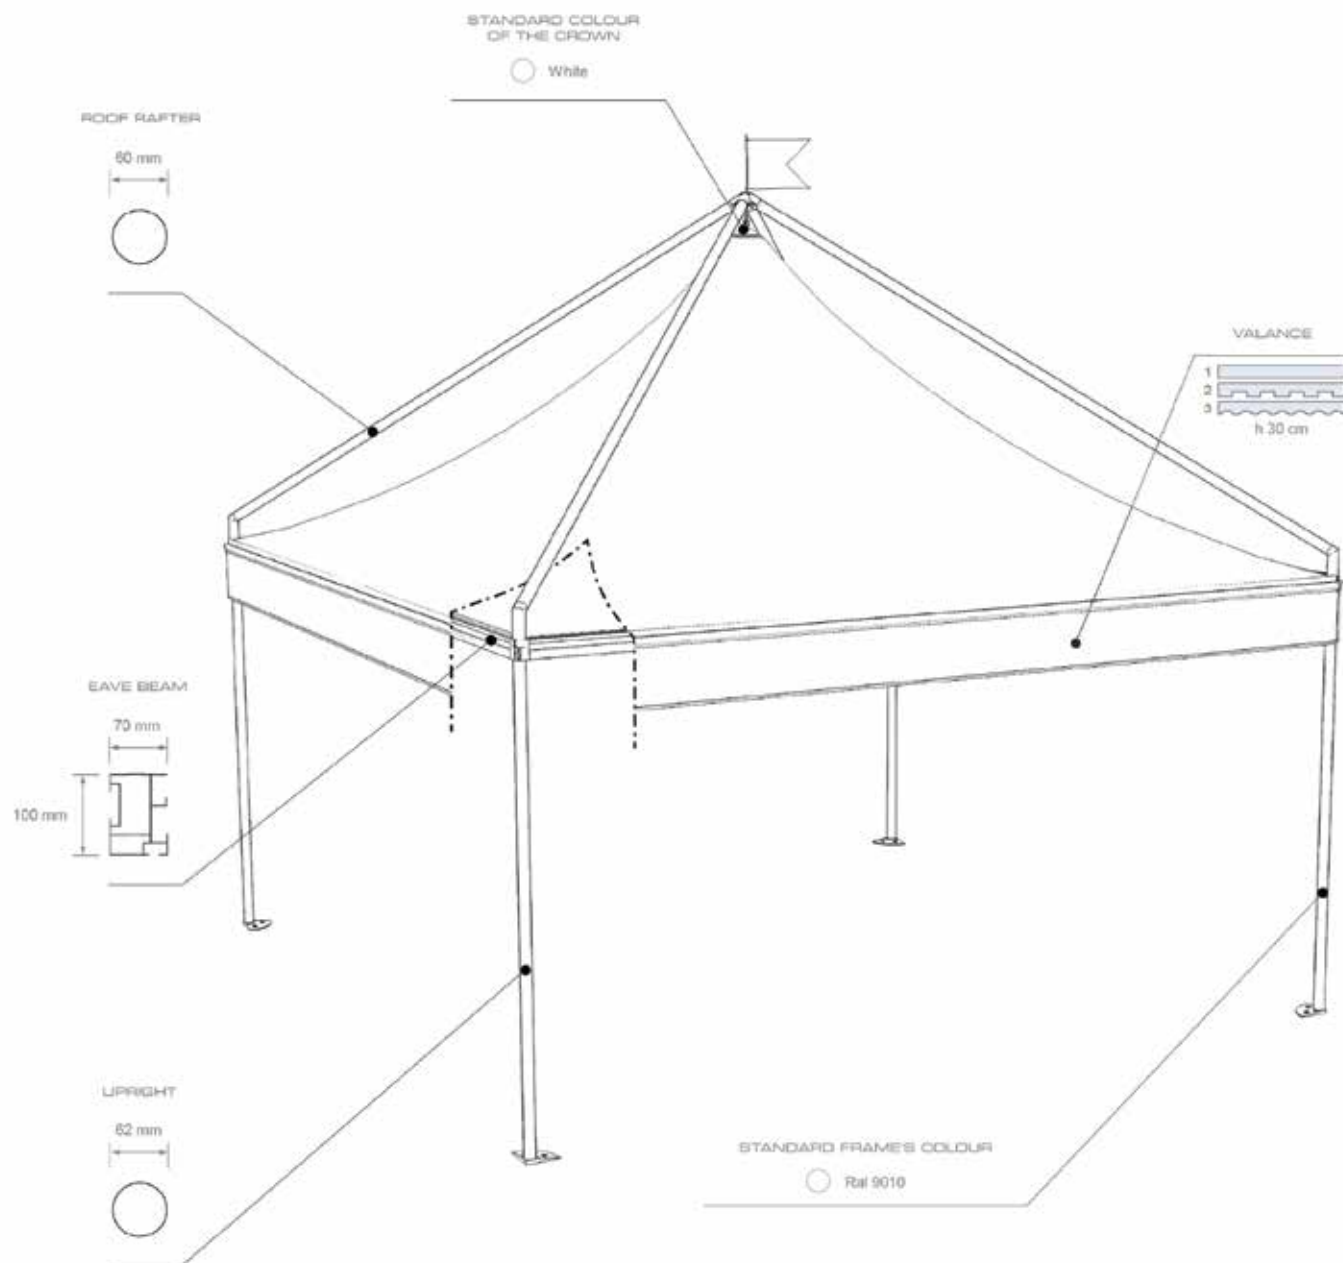 STANDARD COLOUR
OF THE CROWN
White
ROOF RAFTER
60 mm
VALANCE
1
2
3
h 30 cm
EAVE BEAM
70 mm
100 mm
UPRIGHT
62 mm
STANDARD FRAME'S COLOUR
Ral 9010